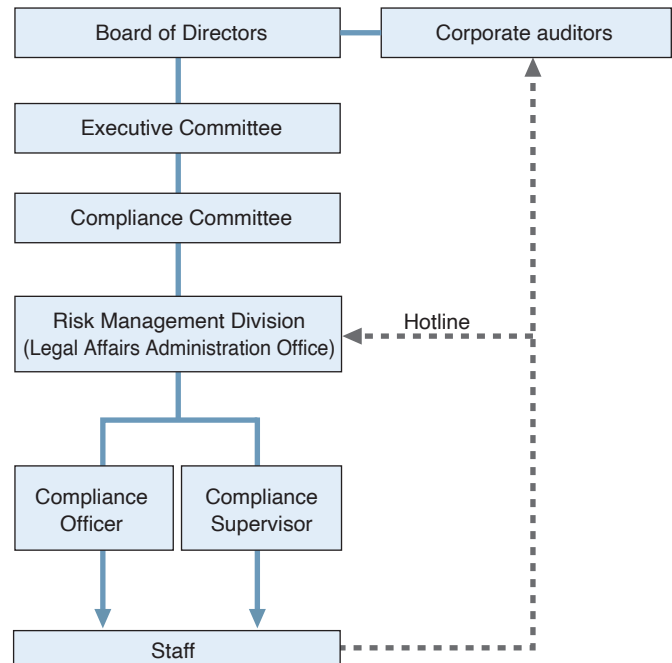 Board of Directors
Corporate auditors
Executive Committee
Compliance Committee
Risk Management Division
(Legal Affairs Administration Office)
Hotline
Compliance
Officer
Compliance
Supervisor
Staff